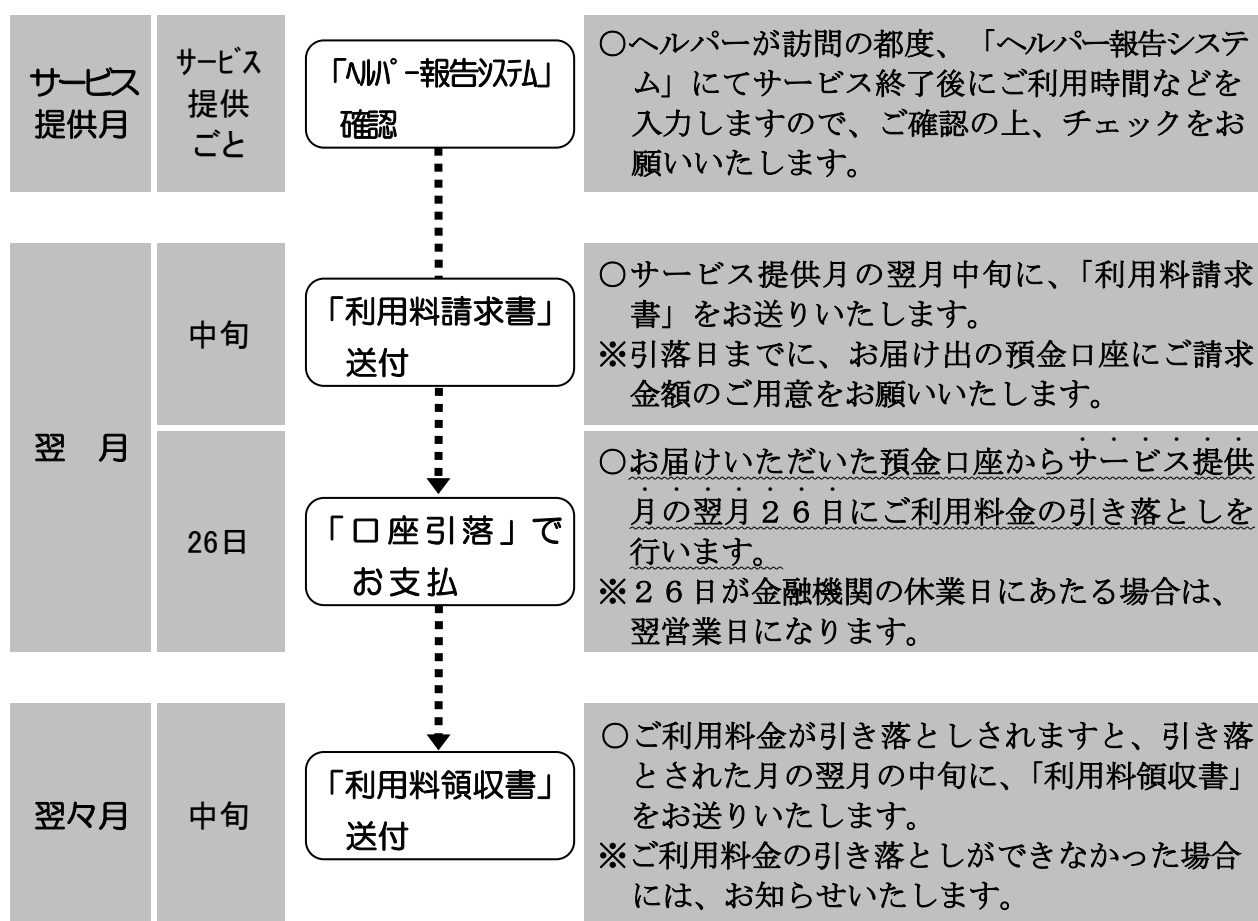 サービス
提供月
サービス
提供
ごと
「ﾍﾙﾊﾟｰ報告ｼｽﾃﾑ」
確認
○ヘルパーが訪問の都度、「ヘルパー報告システ
ム」にてサービス終了後にご利用時間などを
入力しますので、ご確認の上、チェックをお
願いいたします。
翌　月
中旬
「利用料請求書」
送付
○サービス提供月の翌月中旬に、「利用料請求
書」をお送りいたします。
※引落日までに、お届け出の預金口座にご請求
金額のご用意をお願いいたします。
26日
「口座引落」で
お支払
○お届けいただいた預金口座からサービス提供
月の翌月２６日にご利用料金の引き落としを
行います。
※２６日が金融機関の休業日にあたる場合は、
翌営業日になります。
翌々月
中旬
「利用料領収書」
送付
○ご利用料金が引き落としされますと、引き落
とされた月の翌月の中旬に、「利用料領収書」
をお送りいたします。
※ご利用料金の引き落としができなかった場合
には、お知らせいたします。